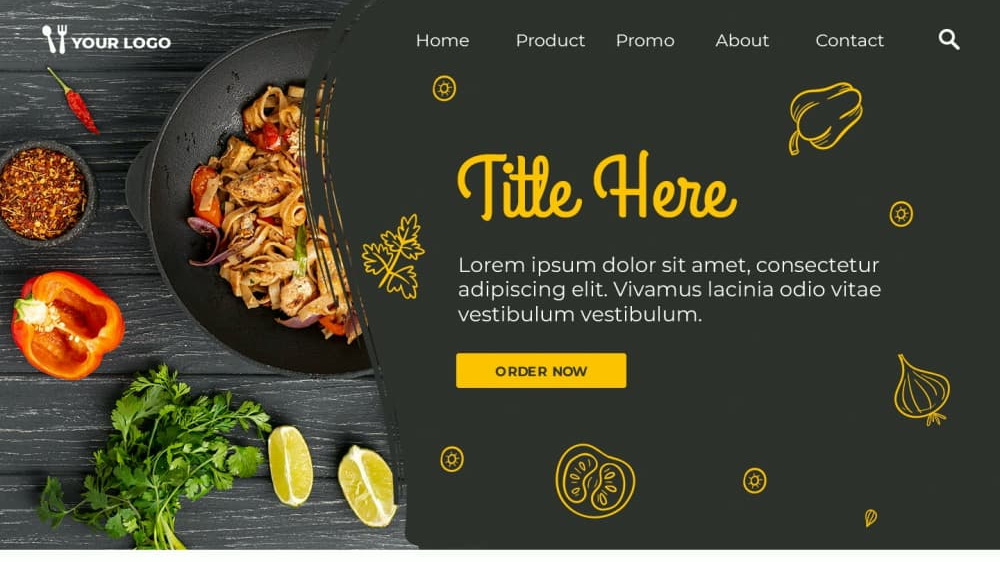 YOUR LOGO
Home Product Promo About Contact
Title Here
Lorem ipsum dolor sit amet, consectetur
adipiscing elit. Vivamus lacinia odio vitae
vestibulum vestibulum.
ORDER NOW